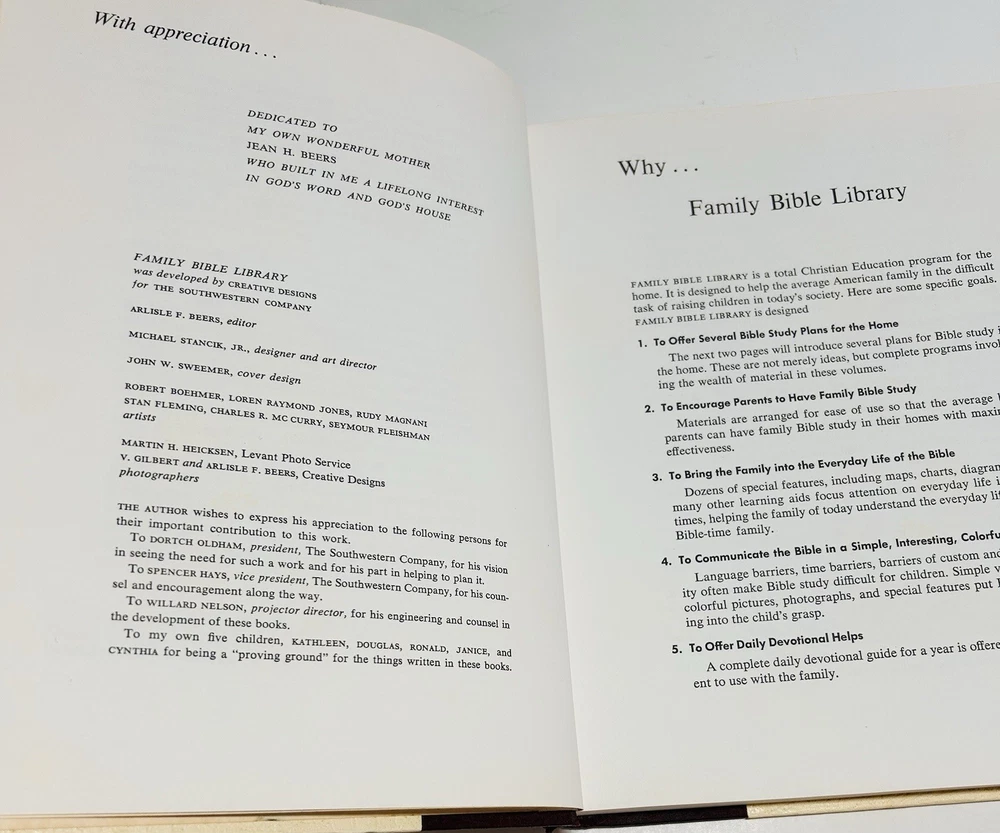 With appreciation . . .
DEDICATED TO
MY OWN WONDERFUL MOTHER
JEAN H. BEERS
WHO BUILT IN ME A LIFELONG INTEREST
IN GOD'S WORD AND GOD'S HOUSE
FAMILY BIBLE LIBRARY
was developed by CREATIVE DESIGNS
for THE SOUTHWESTERN COMPANY
ARLISLE F. BEERS, editor
MICHAEL STANCIK, JR., designer and art director
JOHN W. SWEEMER, cover design
ROBERT BOEHMER, LOREN RAYMOND JONES, RUDY MAGNANI
STAN FLEMING, CHARLES R. MC CURRY, SEYMOUR FLEISHMAN
artists
MARTIN H. HEICKSEN, Levant Photo Service
V. GILBERT and ARLISLE F. BEERS, Creative Designs
photographers
THE AUTHOR wishes to express his appreciation to the following persons for
their important contribution to this work.
To DORTCH OLDHAM, president, The Southwestern Company, for his vision
in seeing the need for such a work and for his part in helping to plan it.
To SPENCER HAYS, vice president, The Southwestern Company, for his coun-
sel and encouragement along the way.
To WILLARD NELSON, projector director, for his engineering and counsel in
the development of these books.
To my own five children, KATHLEEN, DOUGLAS, RONALD, JANICE, and
CYNTHIA for being a "proving ground" for the things written in these books.
Why . . .
Family Bible Library
FAMILY BIBLE LIBRARY is a total Christian Education program for the
home. It is designed to help the average American family in the difficult
task of raising children in today's society. Here are some specific goals.
FAMILY BIBLE LIBRARY is designed
1. To Offer Several Bible Study Plans for the Home
The next two pages will introduce several plans for Bible study
the home. These are not merely ideas, but complete programs invol
ing the wealth of material in these volumes.
2. To Encourage Parents to Have Family Bible Study
Materials are arranged for ease of use so that the average
parents can have family Bible study in their homes with maxi
effectiveness.
3. To Bring the Family into the Everyday Life of the Bible
Dozens of special features, including maps, charts, diagram
many other learning aids focus attention on everyday life
times, helping the family of today understand the everyday
Bible-time family.
4. To Communicate the Bible in a Simple, Interesting, Colorfu
Language barriers, time barriers, barriers of custom and
ity often make Bible study difficult for children. Simple
colorful pictures, photographs, and special features put
ing into the child's grasp.
5. To Offer Daily Devotional Helps
A complete daily devotional guide for a year is offere
ent to use with the family.